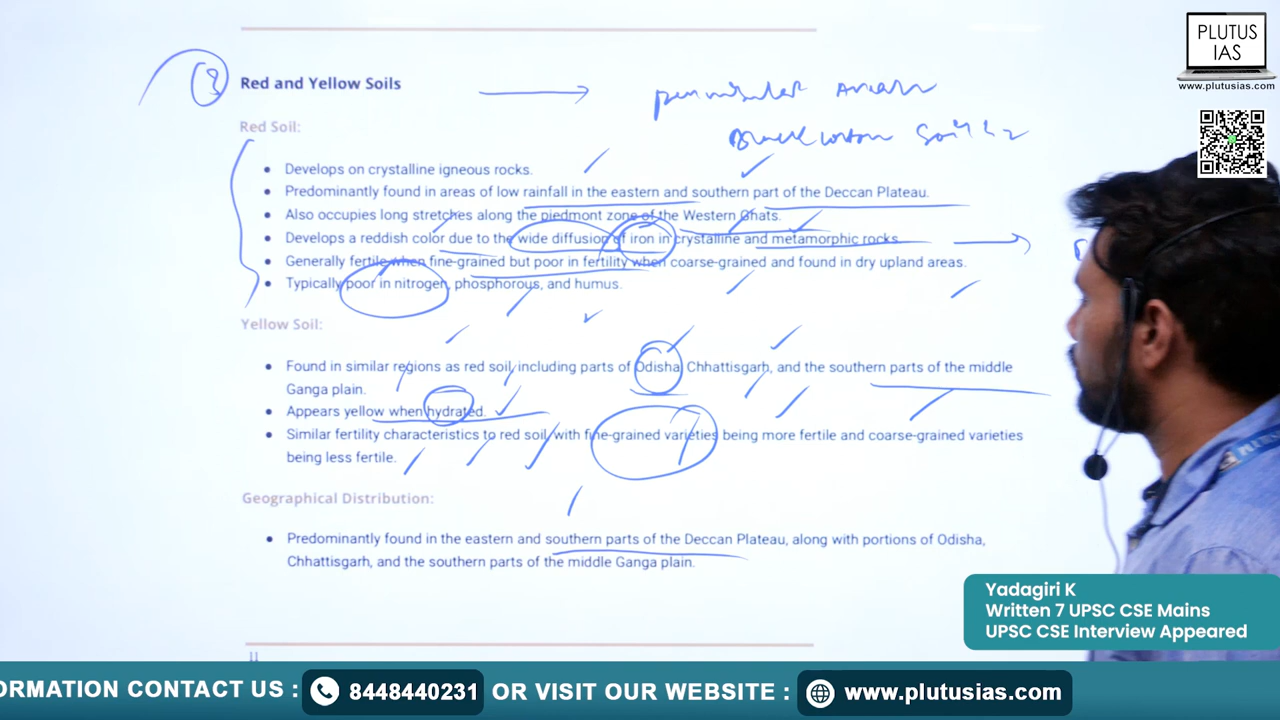 PLUTUS
IAS
www.plutusias.com
3
Red and Yellow Soils
Red Soil:
Develops on crystalline igneous rocks.
Predominantly found in areas of low rainfall in the eastern and southern part of the Deccan Plateau.
Also occupies long stretches along the piedmont zone of the Western Ghats.
Develops a reddish color due to the wide diffusion of iron in crystalline and metamorphic rocks.
Generally fertile when fine-grained but poor in fertility when coarse-grained and found in dry upland areas.
Typically poor in nitrogen, phosphorous, and humus.
Yellow Soil:
Found in similar regions as red soil, including parts of Odisha, Chhattisgarh, and the southern parts of the middle
Ganga plain.
Appears yellow when hydrated.
Similar fertility characteristics to red soil, with fine-grained varieties being more fertile and coarse-grained varieties
being less fertile.
Geographical Distribution:
Predominantly found in the eastern and southern parts of the Deccan Plateau, along with portions of Odisha,
Chhattisgarh, and the southern parts of the middle Ganga plain.
11
Yadagiri K
Written 7 UPSC CSE Mains
UPSC CSE Interview Appeared
ORMATION CONTACT US : 8448440231 OR VISIT OUR WEBSITE : www.plutusias.com